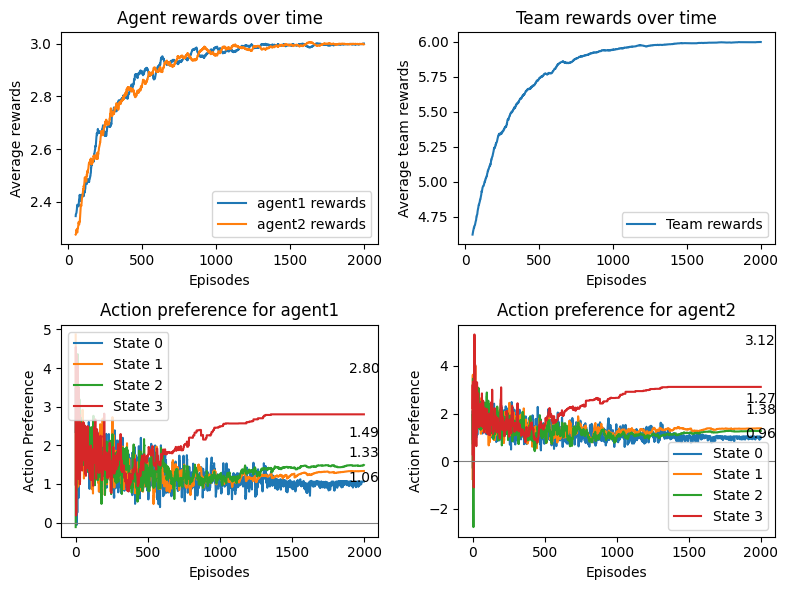 Agent rewards over time
Average rewards
3.0
2.8
2.6
2.4
agent1 rewards
agent2 rewards
0
500
1000
1500
2000
Episodes
Team rewards over time
Average team rewards
6.00
5.75
5.50
5.25
5.00
4.75
Team rewards
0
500
1000
1500
2000
Episodes
Action preference for agent1
Action Preference
5
4
3
2
1
0
State 0
State 1
State 2
State 3
2.80
1.49
1.33
1.06
0
500
1000
1500
2000
Episodes
Action preference for agent2
Action Preference
4
2
0
−2
3.12
1.27
1.38
0.96
State 0
State 1
State 2
State 3
0
500
1000
1500
2000
Episodes